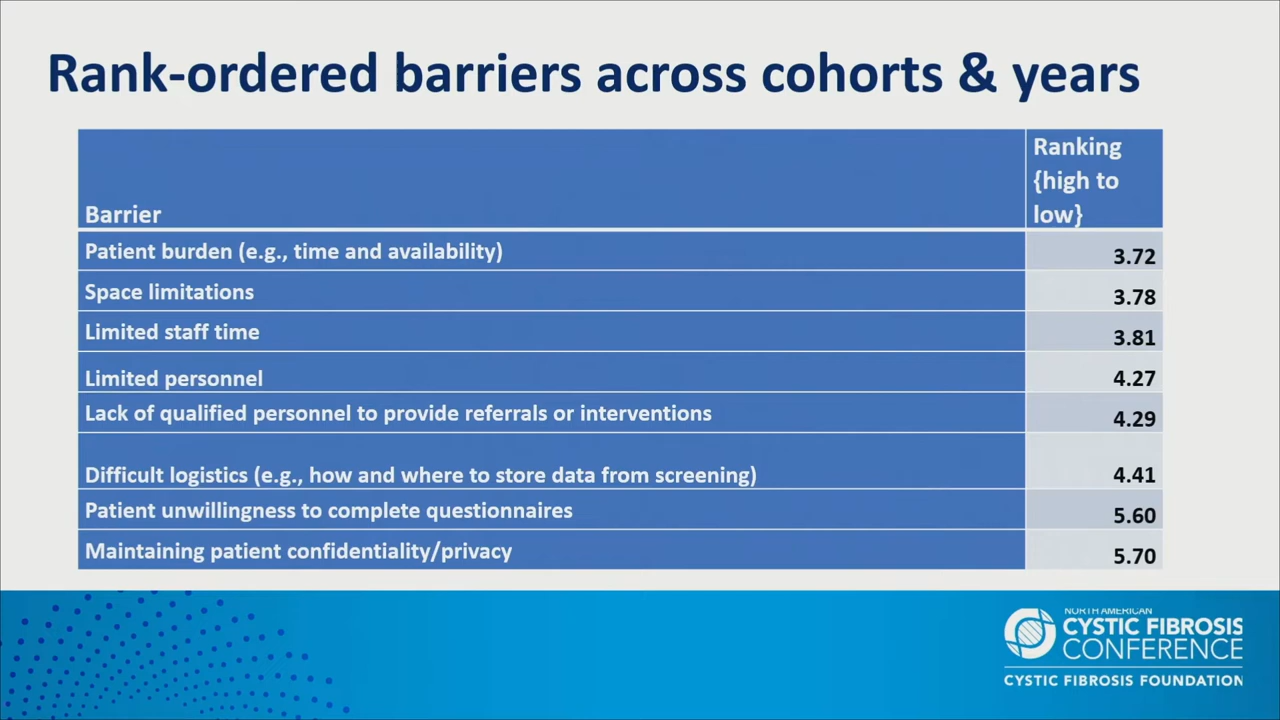 Rank-ordered barriers across cohorts & years
Barrier
Ranking
{high to
low}
Patient burden (e.g., time and availability) 3.72
Space limitations 3.78
Limited staff time 3.81
Limited personnel 4.27
Lack of qualified personnel to provide referrals or interventions 4.29
Difficult logistics (e.g., how and where to store data from screening) 4.41
Patient unwillingness to complete questionnaires 5.60
Maintaining patient confidentiality/privacy 5.70
NORTH AMERICAN
CYSTIC FIBROSIS
CONFERENCE
CYSTIC FIBROSIS FOUNDATION